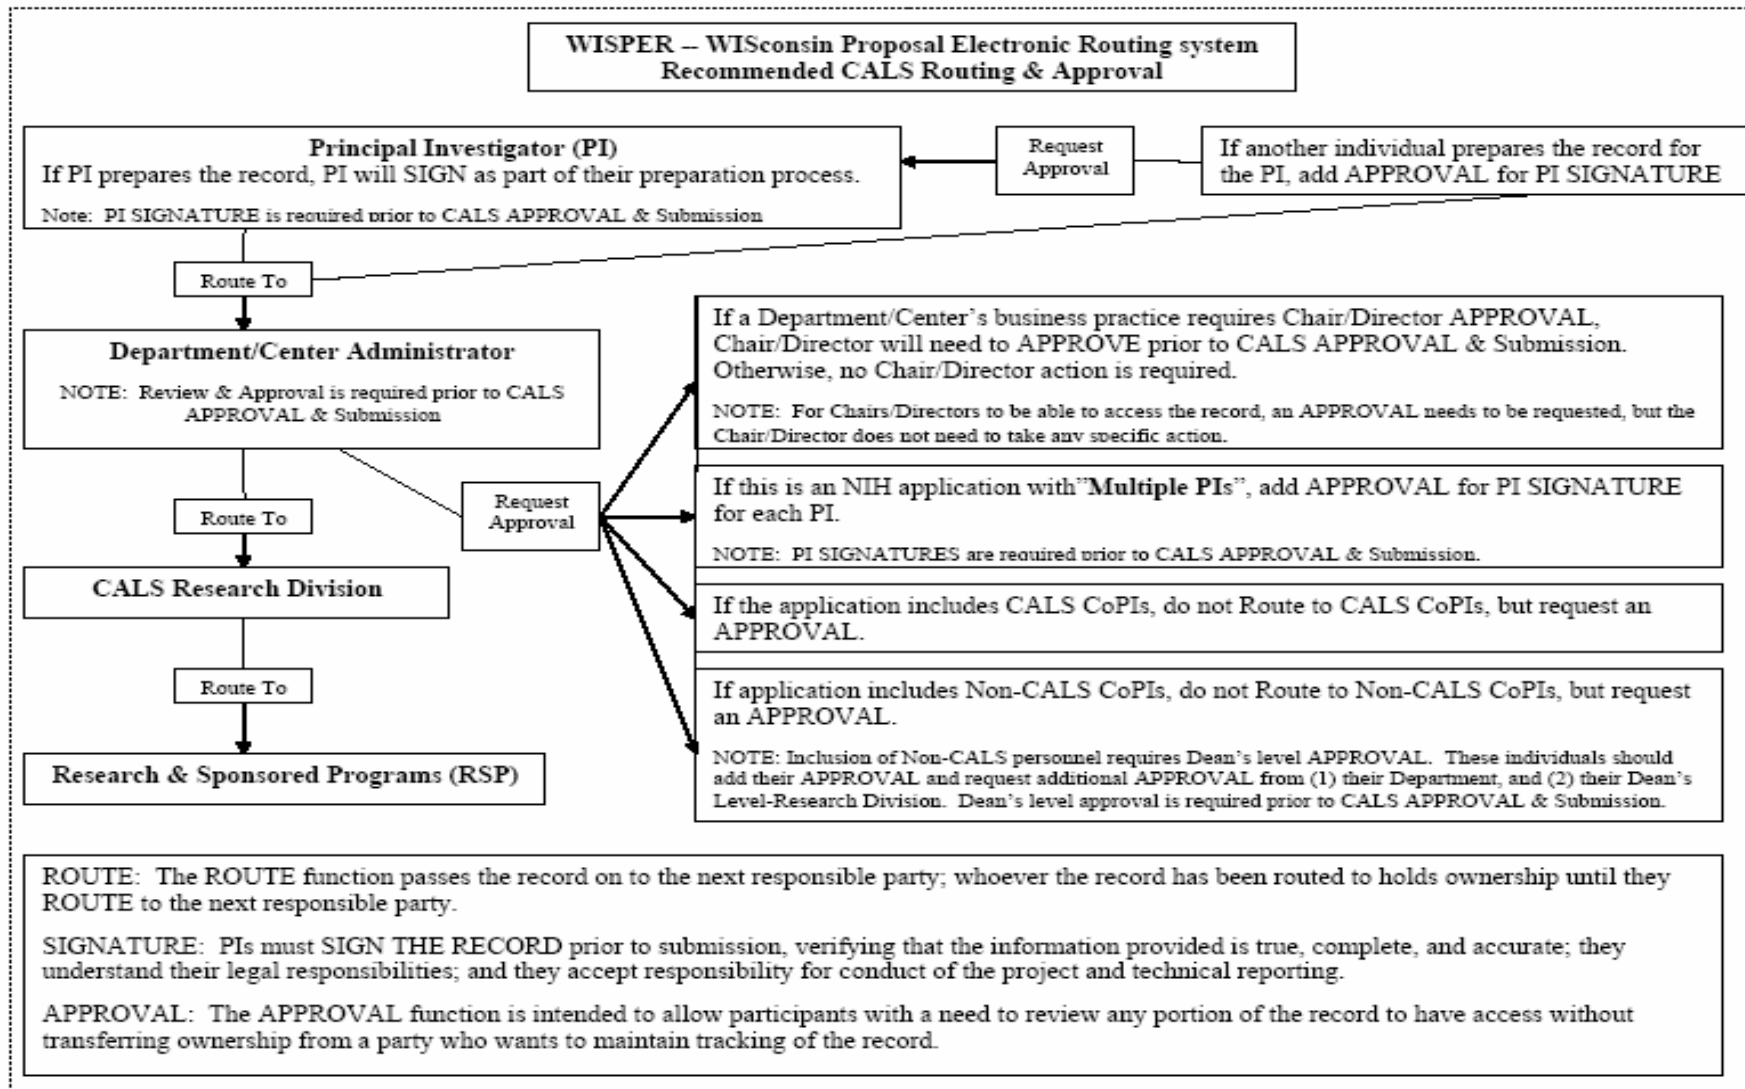 WISPER -- WISconsin Proposal Electronic Routing system
Recommended CALS Routing & Approval
Principal Investigator (PI)
If PI prepares the record, PI will SIGN as part of their preparation process.
Note: PI SIGNATURE is required prior to CALS APPROVAL & Submission
Request
Approval
If another individual prepares the record for
the PI, add APPROVAL for PI SIGNATURE
Route To
Department/Center Administrator
NOTE: Review & Approval is required prior to CALS
APPROVAL & Submission
Request
Approval
If a Department/Center's business practice requires Chair/Director APPROVAL,
Chair/Director will need to APPROVE prior to CALS APPROVAL & Submission.
Otherwise, no Chair/Director action is required.
NOTE: For Chairs/Directors to be able to access the record, an APPROVAL needs to be requested, but the
Chair/Director does not need to take any specific action.
If this is an NIH application with"Multiple PIs", add APPROVAL for PI SIGNATURE
for each PI.
NOTE: PI SIGNATURES are required prior to CALS APPROVAL & Submission.
If the application includes CALS CoPIs, do not Route to CALS CoPIs, but request an
APPROVAL.
If application includes Non-CALS CoPIs, do not Route to Non-CALS CoPIs, but request
an APPROVAL.
NOTE: Inclusion of Non-CALS personnel requires Dean's level APPROVAL. These individuals should
add their APPROVAL and request additional APPROVAL from (1) their Department, and (2) their Dean's
Level-Research Division. Dean's level approval is required prior to CALS APPROVAL & Submission.
Route To
CALS Research Division
Route To
Research & Sponsored Programs (RSP)
ROUTE: The ROUTE function passes the record on to the next responsible party; whoever the record has been routed to holds ownership until they
ROUTE to the next responsible party.
SIGNATURE: PIs must SIGN THE RECORD prior to submission, verifying that the information provided is true, complete, and accurate; they
understand their legal responsibilities; and they accept responsibility for conduct of the project and technical reporting.
APPROVAL: The APPROVAL function is intended to allow participants with a need to review any portion of the record to have access without
transferring ownership from a party who wants to maintain tracking of the record.